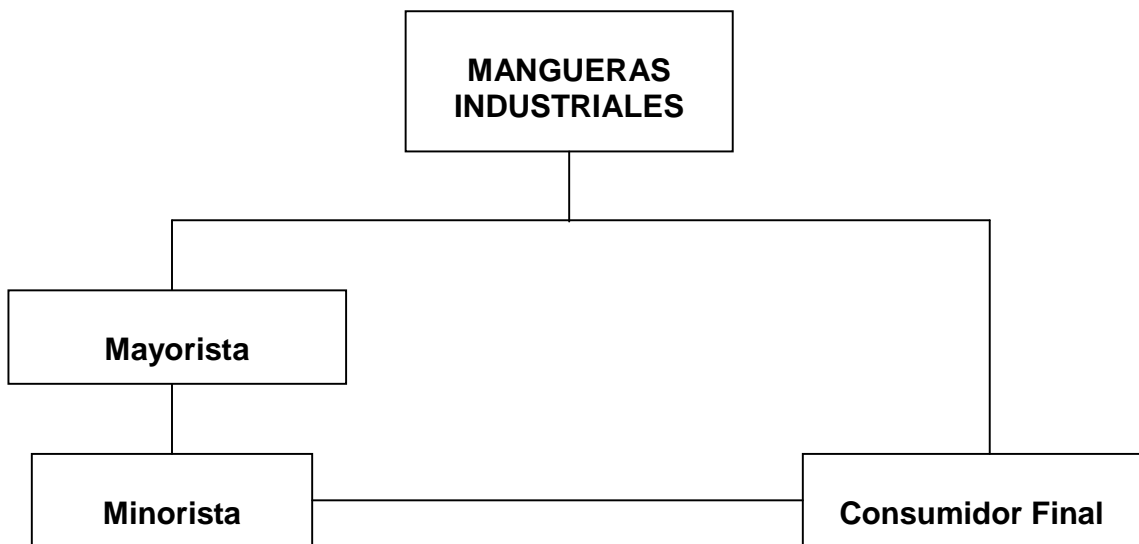 MANGUERAS
INDUSTRIALES
Mayorista
Minorista
Consumidor Final